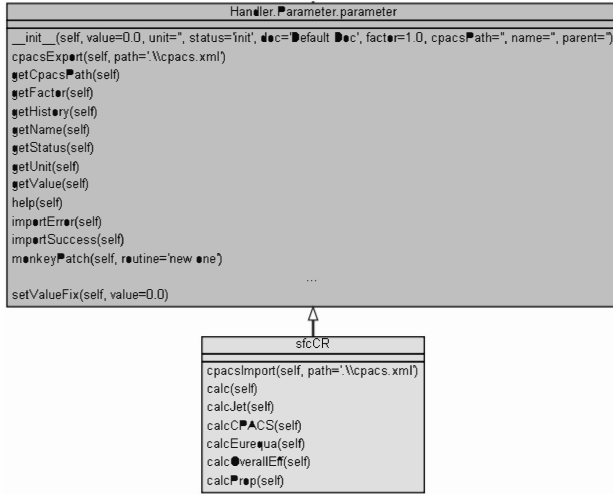 Handler.Parameter.parameter
__init__(self, value=0.0, unit='', status='init', doc='Default Doc', factor=1.0, cpacsPath='', name='', parent='')
cpacsExport(self, path='.\\cpacs.xml')
getCpacsPath(self)
getFactor(self)
getHistory(self)
getName(self)
getStatus(self)
getUnit(self)
getValue(self)
help(self)
importError(self)
importSuccess(self)
monkeyPatch(self, routine='new one')
...
setValueFix(self, value=0.0)
sfcCR
cpacsImport(self, path='.\\cpacs.xml')
calc(self)
calcJet(self)
calcCPACS(self)
calcEurequa(self)
calcOverallEff(self)
calcProp(self)